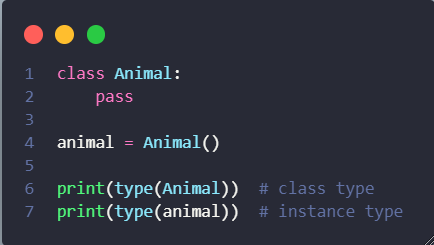 1 class Animal:
2     pass
3
4 animal = Animal()
5
6 print(type(Animal))  # class type
7 print(type(animal))  # instance type